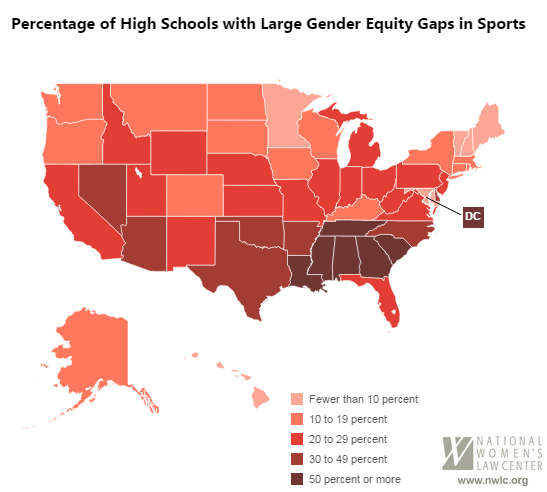 Percentage of High Schools with Large Gender Equity Gaps in Sports
DC
Fewer than 10 percent
10 to 19 percent
20 to 29 percent
30 to 49 percent
50 percent or more
NATIONAL
WOMEN'S
LAW CENTER
www.nwlc.org